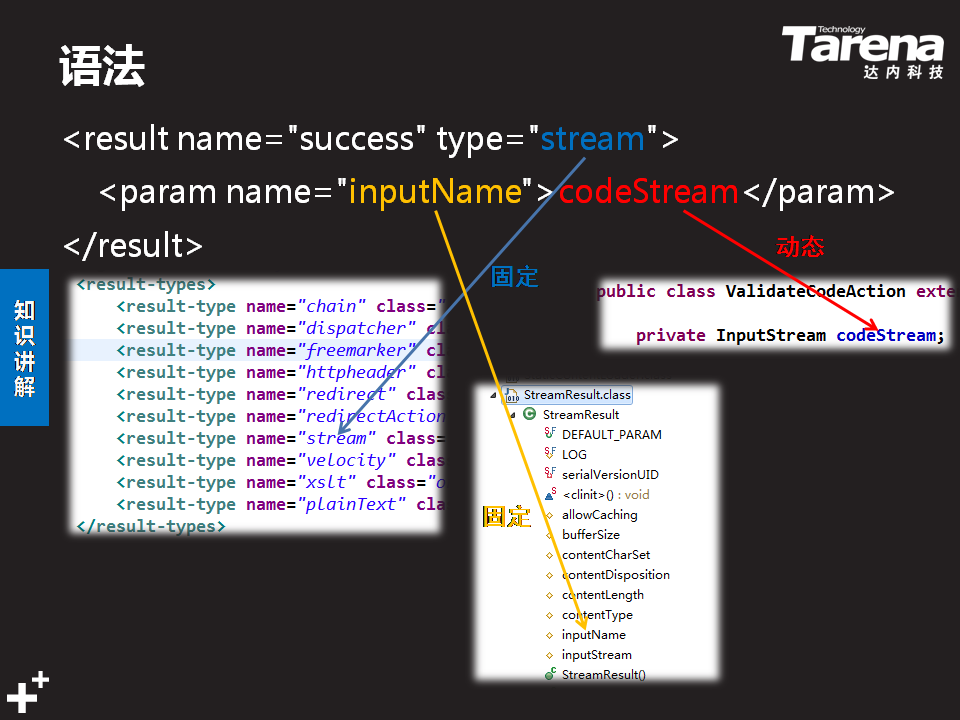 语法
Technology
Tarena
达内科技
<result name="success" type="stream">
<param name="inputName">codeStream</param>
</result>
动态
固定
知识讲解
<result-types>
<result-type name="chain" class="
<result-type name="dispatcher" cl
<result-type name="freemarker" cl
<result-type name="httpheader" cl
<result-type name="redirect" clas
<result-type name="redirectAction
<result-type name="stream" class=
<result-type name="velocity" clas
<result-type name="xslt" class="o
<result-type name="plainText" cla
</result-types>
public class ValidateCodeAction exte
private InputStream codeStream;
StreamResult.class
StreamResult
DEFAULT_PARAM
LOG
serialVersionUID
<clinit>() : void
固定
allowCaching
bufferSize
contentCharSet
contentDisposition
contentLength
contentType
inputName
inputStream
StreamResult()